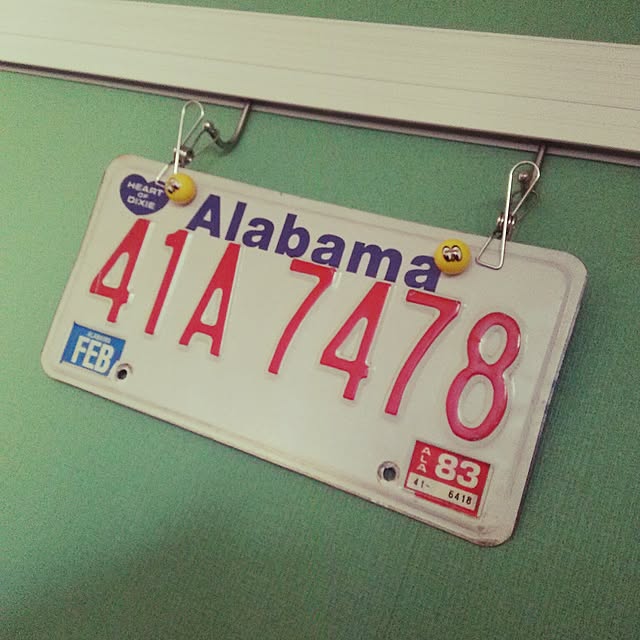 HEART
OF
DIXIE
Alabama
41A 7478
FEB
ALA
83
41- 6418